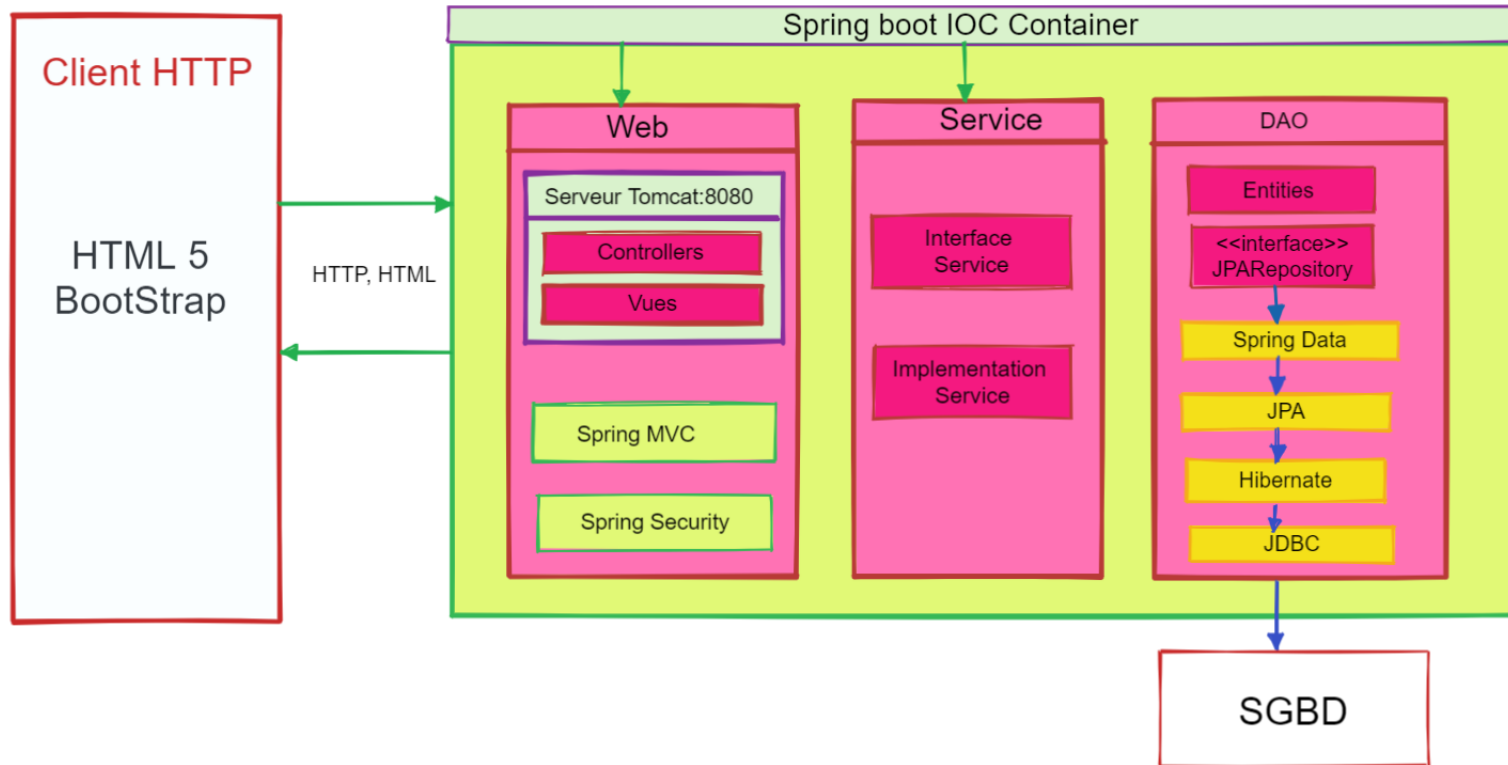 Spring boot IOC Container
Client HTTP
HTML 5
BootStrap
HTTP, HTML
Web
Serveur Tomcat:8080
Controllers
Vues
Spring MVC
Spring Security
Service
Interface
Service
Implementation
Service
DAO
Entities
<<interface>>
JPARepository
Spring Data
JPA
Hibernate
JDBC
SGBD